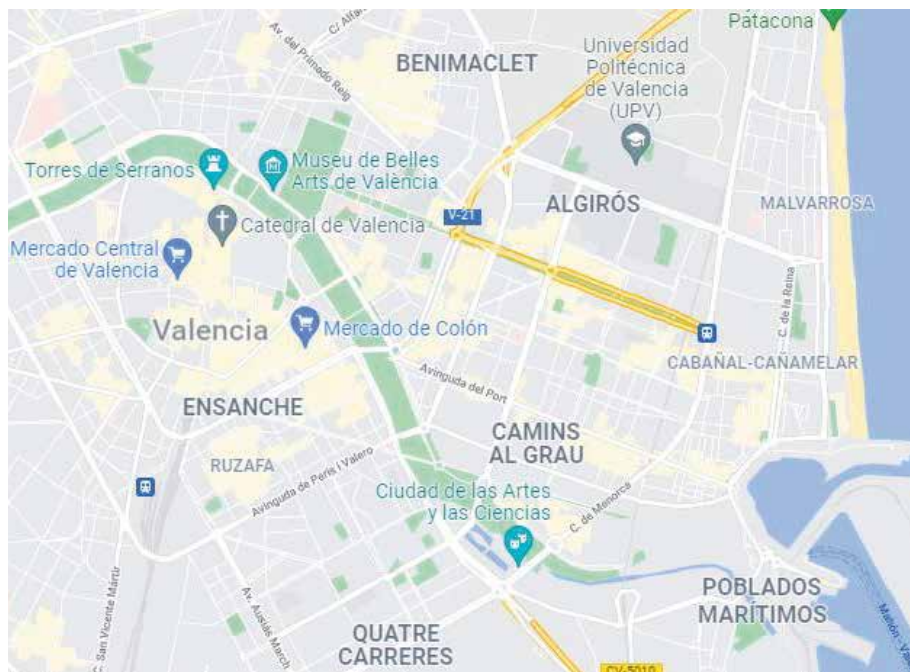 Patacona
C/ Alfa
Av. del Primado Reig
BENIMACLET
Universidad
Politécnica
de Valencia
(UPV)
Torres de Serranos
Museu de Belles
Arts de València
ALGIRÓS
MALVARROSA
V-21
Catedral de Valencia
Mercado Central
de Valencia
C. de la Reina
Valencia
Mercado de Colón
CABAÑAL-CAÑAMELAR
Avinguda del Port
ENSANCHE
CAMINS
AL GRAU
RUZAFA
Avinguda de Peris i Valero
Ciudad de las Artes
y las Ciencias
C. de Menorca
POBLADOS
MARÍTIMOS
C. San Vicente Mártir
Av. Ausiàs March
QUATRE
CARRERES
Mahón - Va
CV-5010